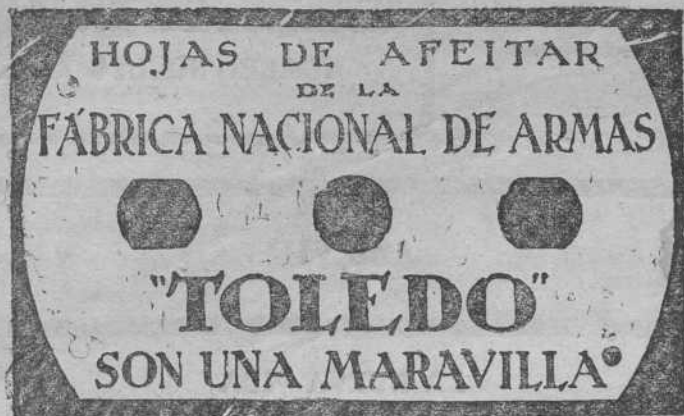 HOJAS DE AFEITAR
DE LA
FÁBRICA NACIONAL DE ARMAS
"TOLEDO"
SON UNA MARAVILLA